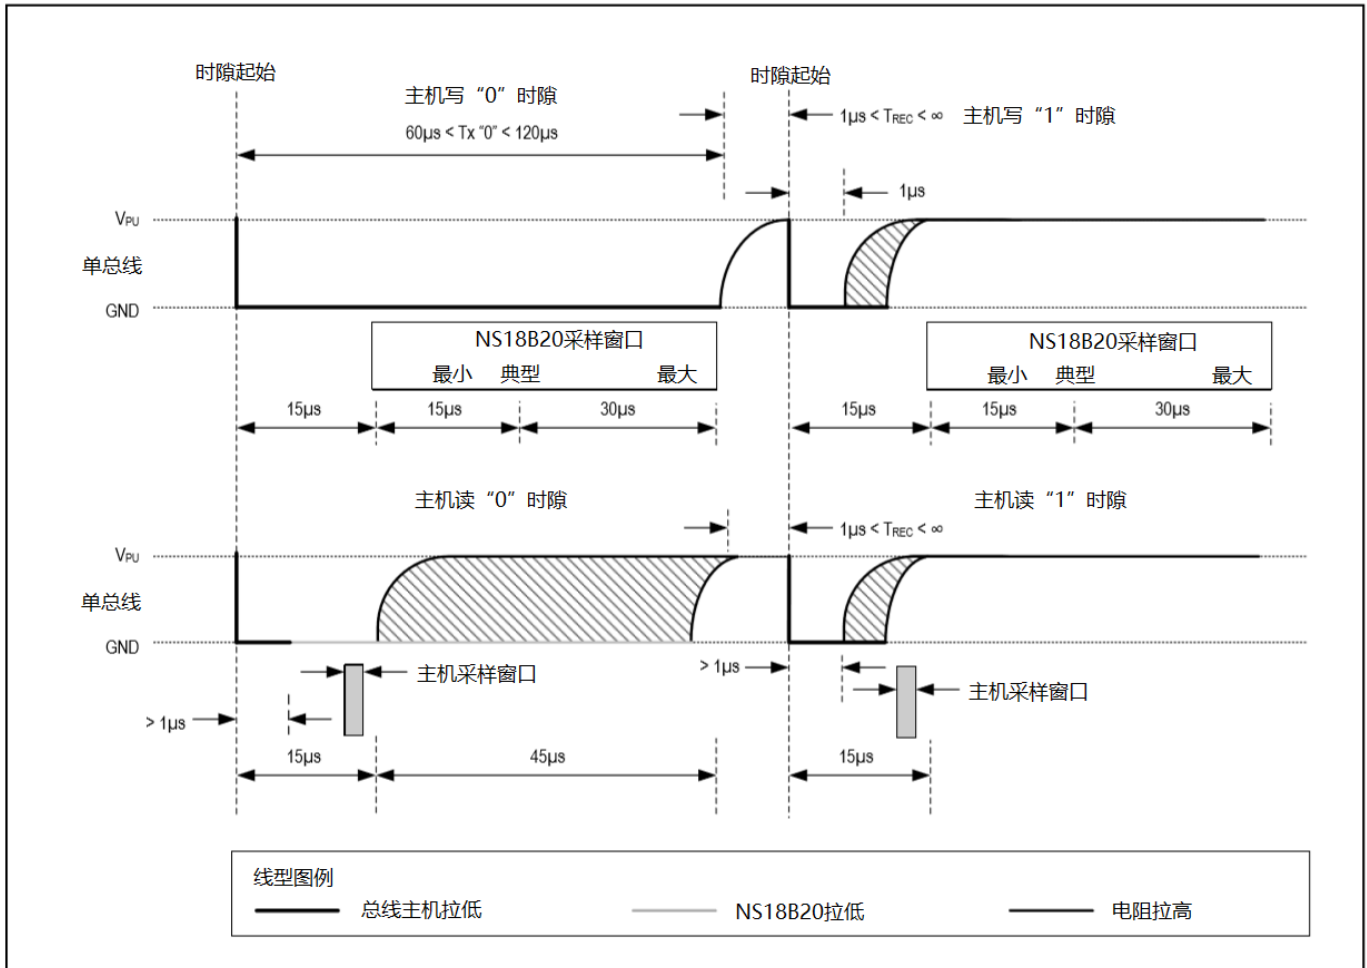 时隙起始
时隙起始
主机写“0”时隙
1μs < TREC < ∞ 主机写“1”时隙
60μs < Tx “0” < 120μs
1μs
VPU
单总线
GND
NS18B20采样窗口
NS18B20采样窗口
最小 典型 最大
最小 典型 最大
15μs 15μs 30μs 15μs 15μs 30μs
主机读“0”时隙
主机读“1”时隙
1μs < TREC < ∞
VPU
单总线
GND
> 1μs
主机采样窗口
主机采样窗口
> 1μs
15μs 45μs 15μs
线型图例
总线主机拉低 NS18B20拉低 电阻拉高